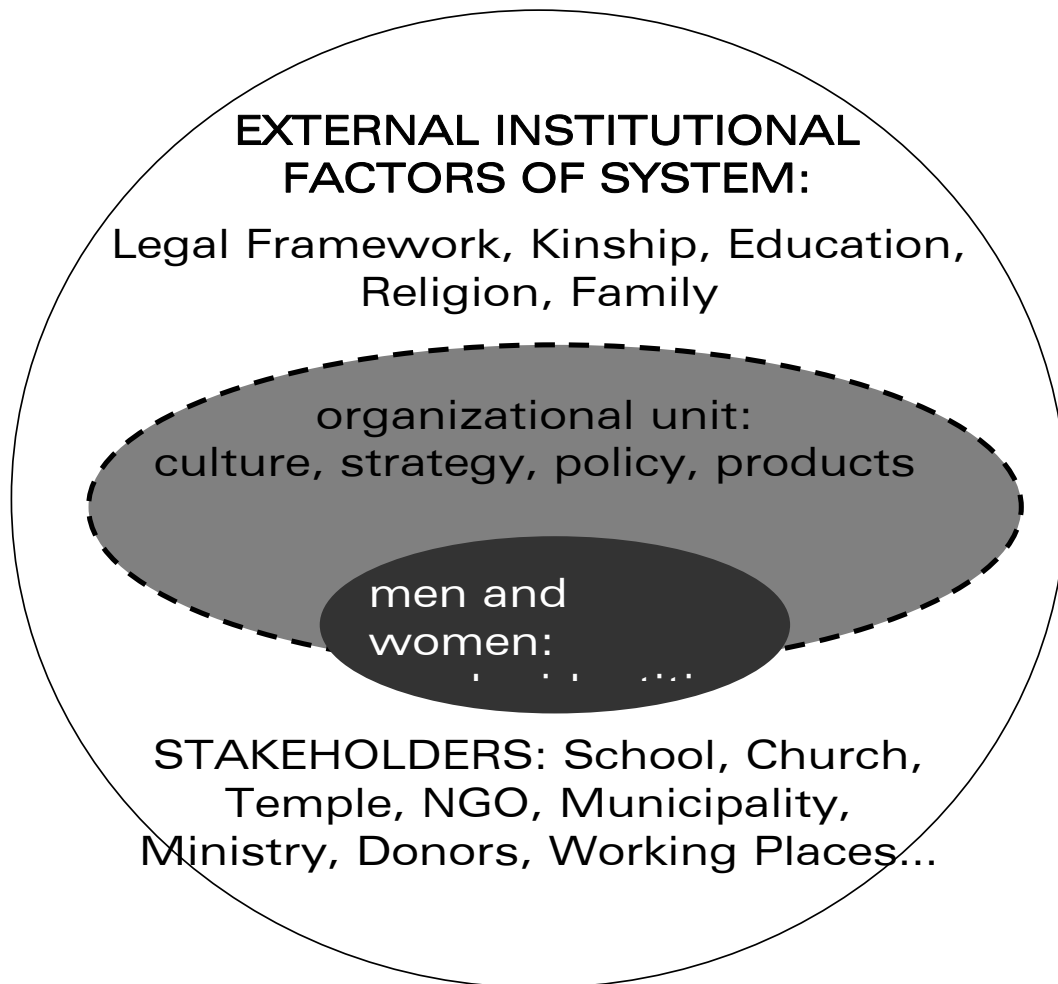 EXTERNAL INSTITUTIONAL
FACTORS OF SYSTEM:
Legal Framework, Kinship, Education,
Religion, Family
organizational unit:
culture, strategy, policy, products
men and
women:
STAKEHOLDERS: School, Church,
Temple, NGO, Municipality,
Ministry, Donors, Working Places...